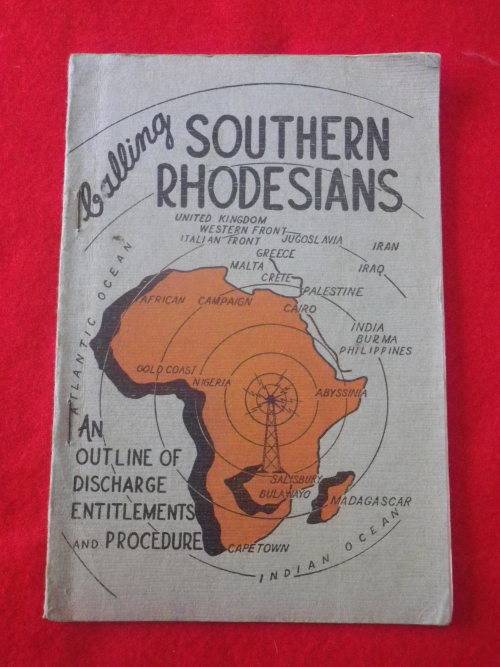 Calling
SOUTHERN
RHODESIANS
UNITED KINGDOM
WESTERN FRONT
ITALIAN FRONT
JUGOSLAVIA
IRAN
GREECE
MALTA
IRAQ
CRETE
PALESTINE
AFRICAN CAMPAIGN
CAIRO
ATLANTIC OCEAN
INDIA
BURMA
PHILIPPINES
GOLD COAST
NIGERIA
ABYSSINIA
AN
OUTLINE OF
DISCHARGE
ENTITLEMENTS
AND PROCEDURE
SALISBURY
BULAWAYO
MADAGASCAR
CAPETOWN
INDIAN OCEAN